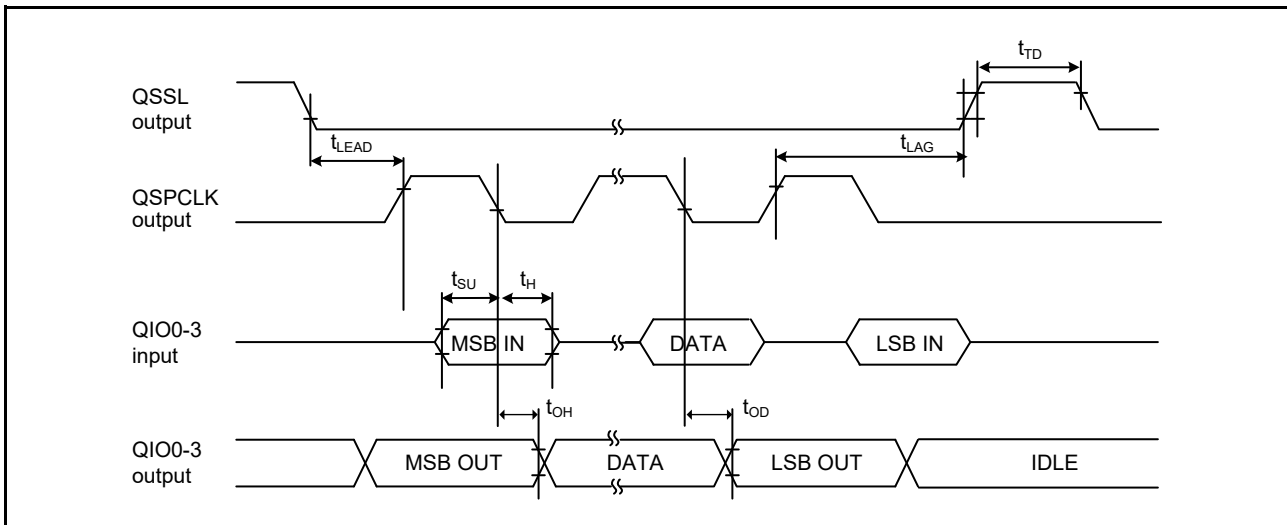 tTD
QSSL
output
tLEAD
tLAG
QSPCLK
output
tSU
tH
QIO0-3
input
MSB IN
DATA
LSB IN
tOH
tOD
QIO0-3
output
MSB OUT
DATA
LSB OUT
IDLE